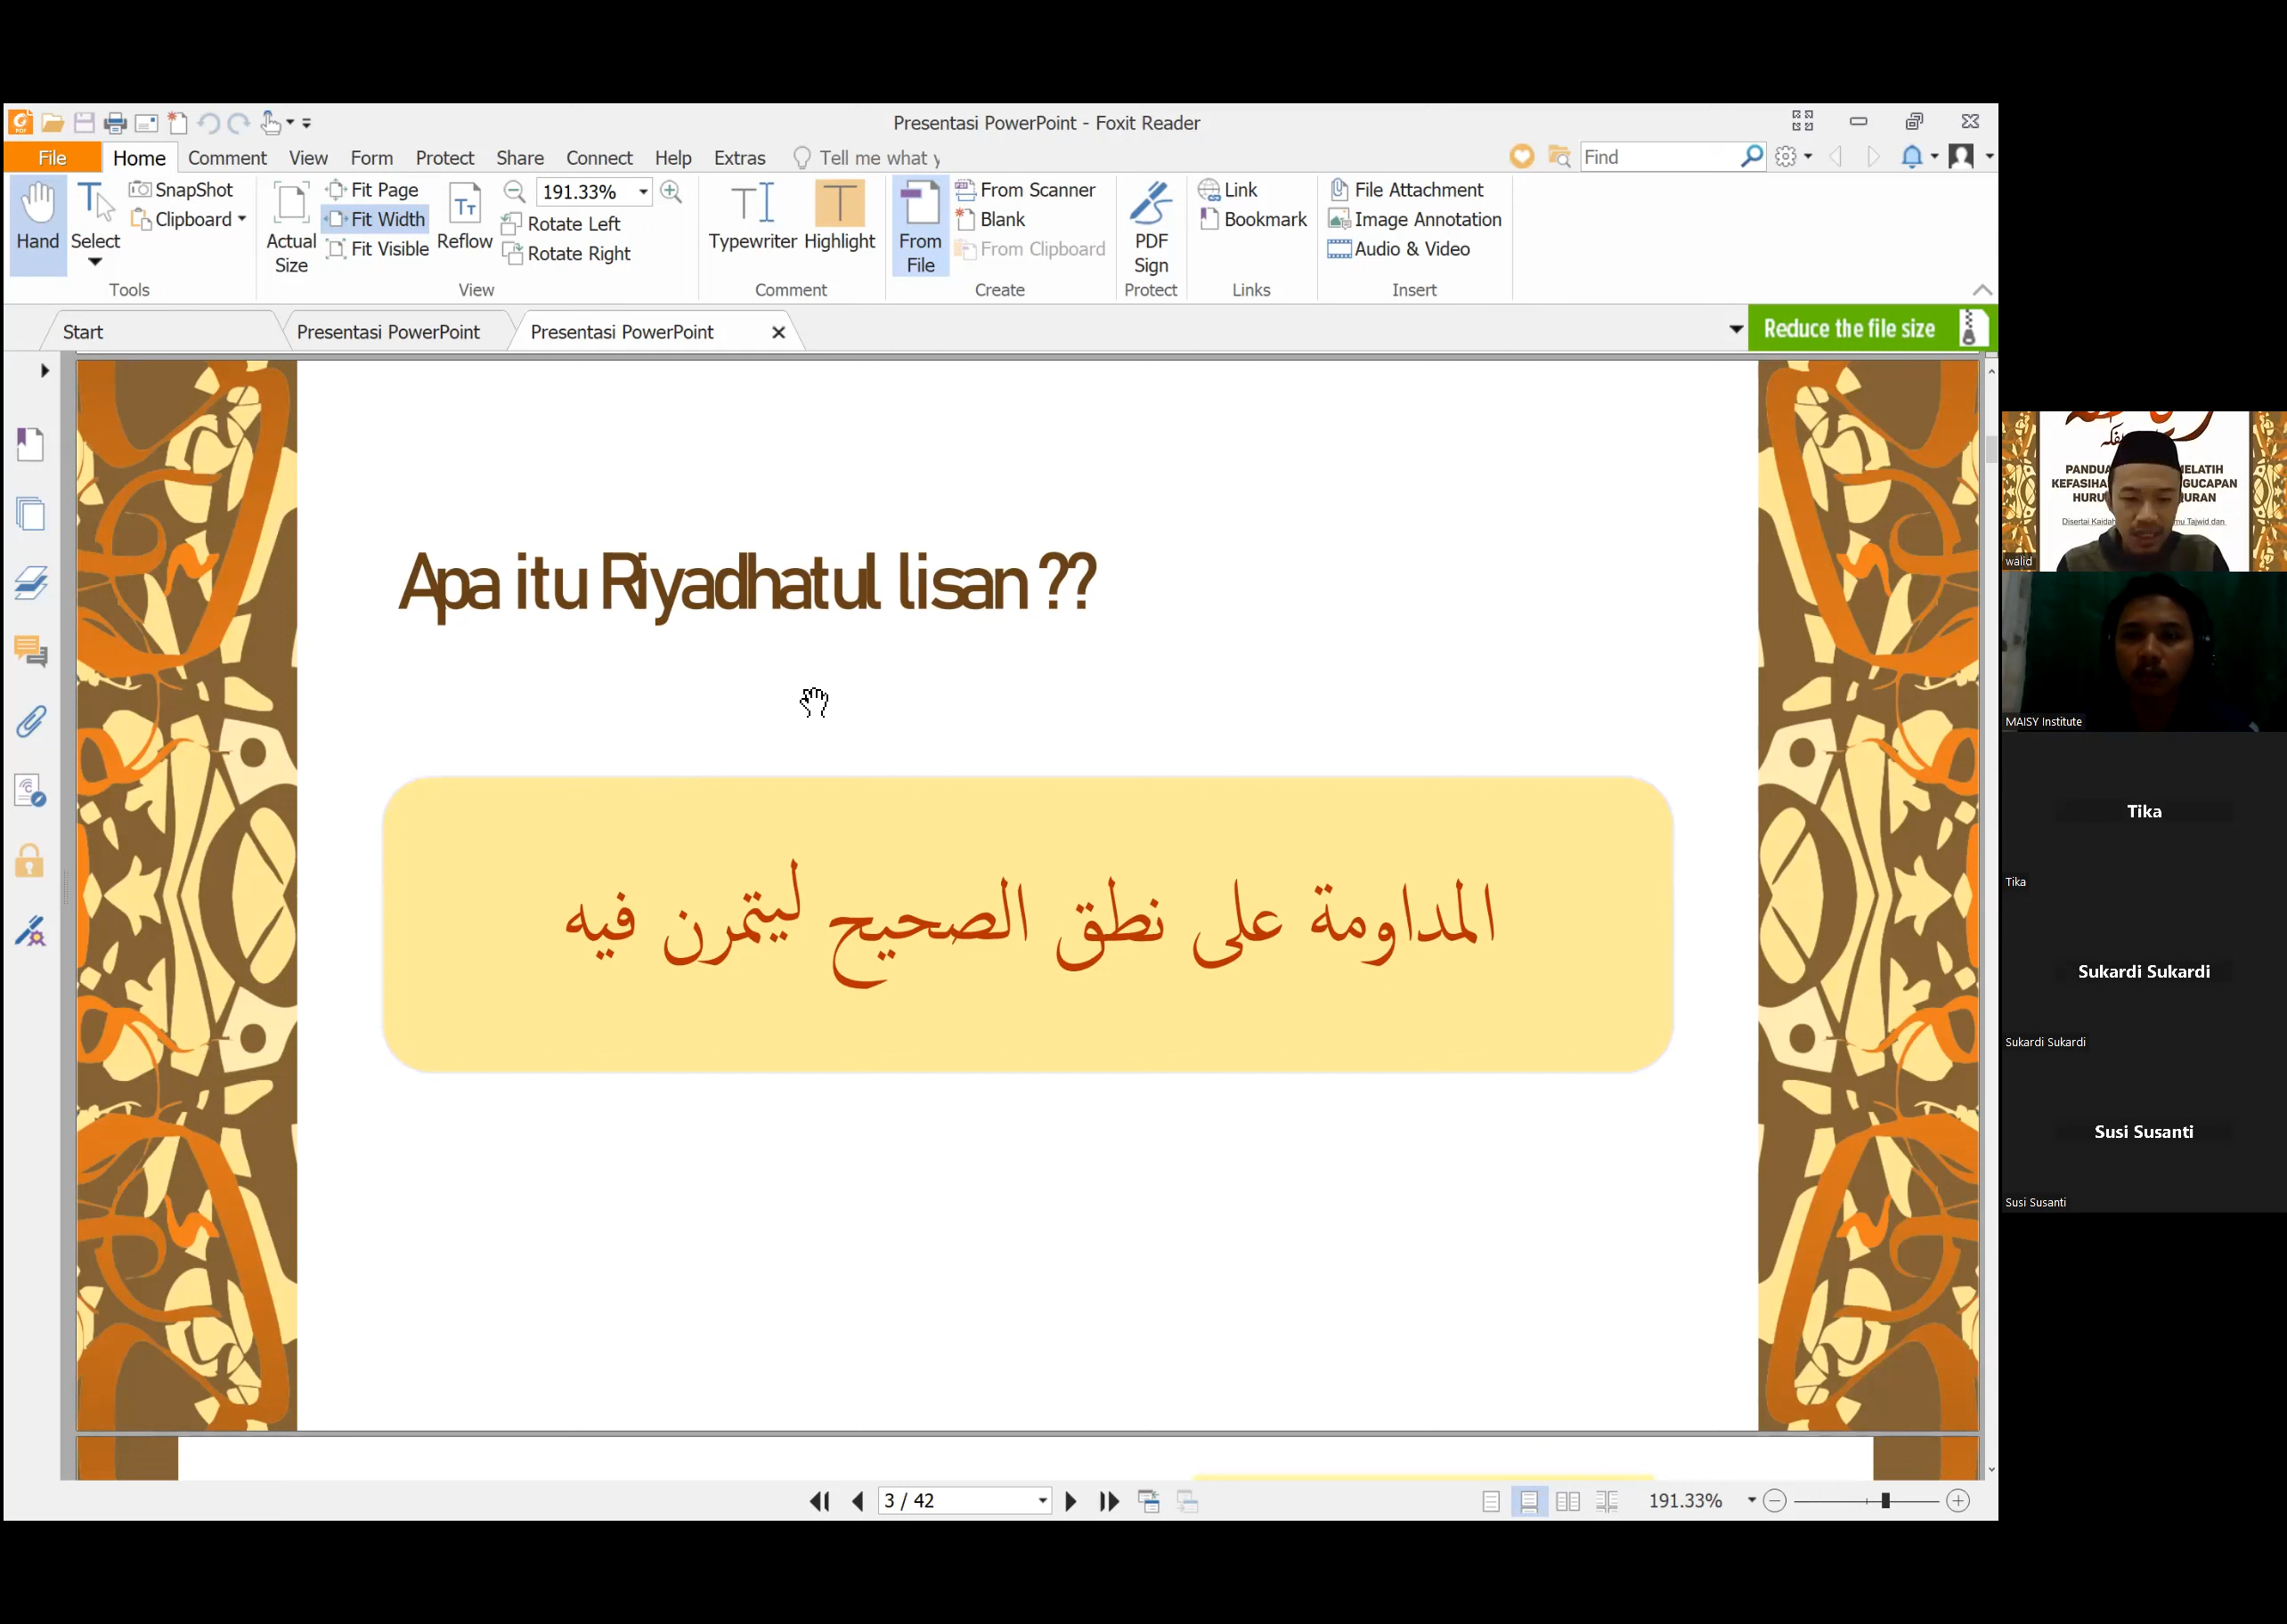 Presentasi PowerPoint - Foxit Reader
File Home Comment View Form Protect Share Connect Help Extras Tell me what y Find
Hand
Select
SnapShot
Clipboard
Tools
Actual Size
Fit Page
Fit Width
Fit Visible
Reflow
191.33%
Rotate Left
Rotate Right
View
Typewriter
Highlight
Comment
From File
From Scanner
Blank
From Clipboard
Create
PDF Sign
Protect
Link
Bookmark
Links
File Attachment
Image Annotation
Audio & Video
Insert
Start
Presentasi PowerPoint
Presentasi PowerPoint
Reduce the file size
Apa itu Riyadhatul lisan ??
المداومة على نطق الصحيح ليتمرن فيه
3 / 42
191.33%
walid
MAISY Institute
Tika
Tika
Sukardi Sukardi
Sukardi Sukardi
Susi Susanti
Susi Susanti